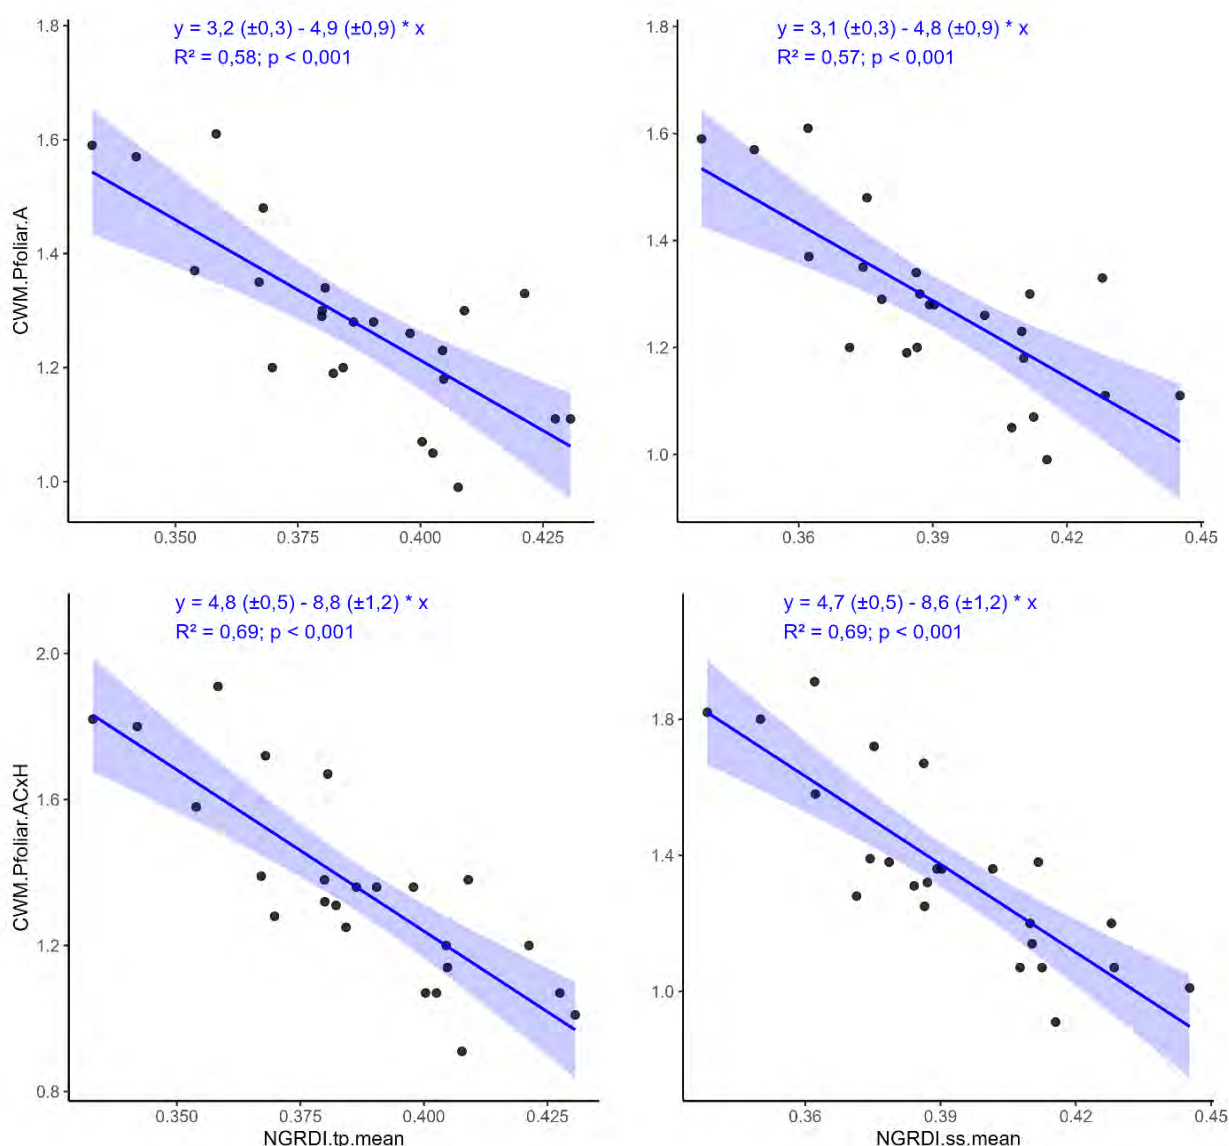 y = 3,2 (±0,3) - 4,9 (±0,9) * x
R² = 0,58; p < 0,001
CWM.Pfoliar.A
1.8
1.6
1.4
1.2
1.0
0.350
0.375
0.400
0.425
y = 3,1 (±0,3) - 4,8 (±0,9) * x
R² = 0,57; p < 0,001
1.8
1.6
1.4
1.2
1.0
0.36
0.39
0.42
0.45
y = 4,8 (±0,5) - 8,8 (±1,2) * x
R² = 0,69; p < 0,001
CWM.Pfoliar.ACxH
2.0
1.6
1.2
0.8
0.350
0.375
0.400
0.425
NGRDI.tp.mean
y = 4,7 (±0,5) - 8,6 (±1,2) * x
R² = 0,69; p < 0,001
1.8
1.4
1.0
0.36
0.39
0.42
0.45
NGRDI.ss.mean